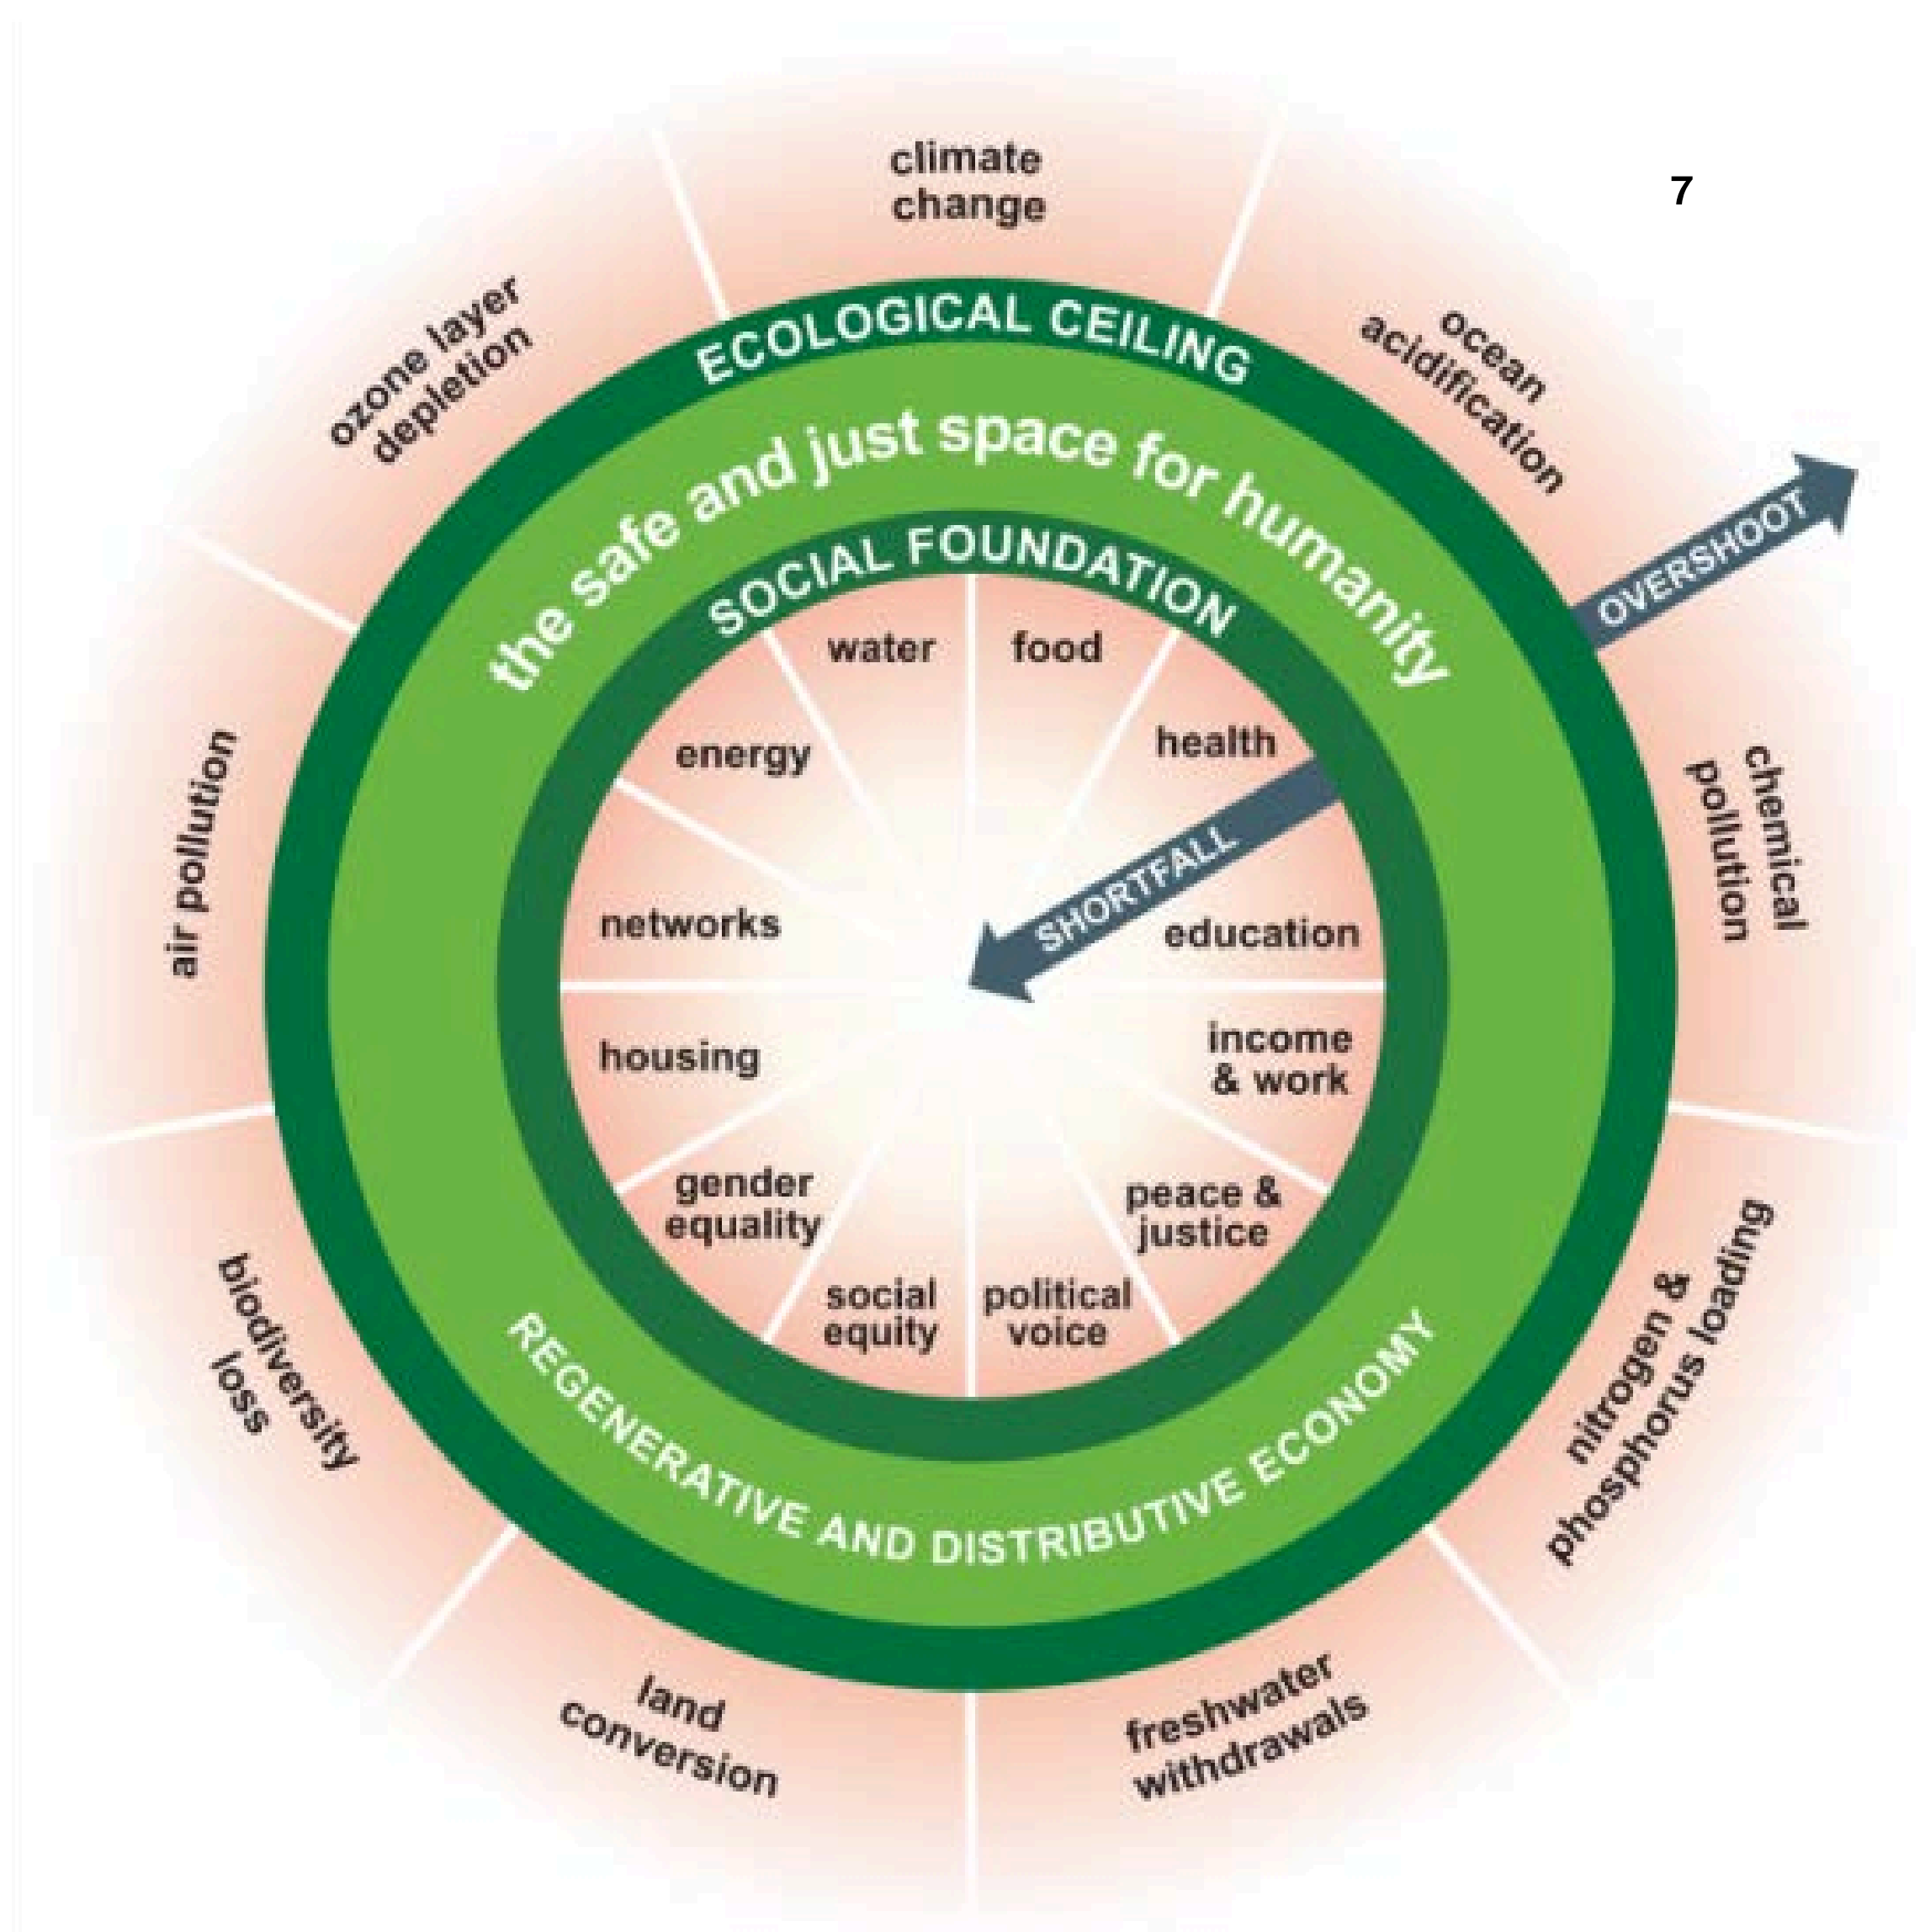 climate
change
7
ozone layer
depletion
ocean
acidification
ECOLOGICAL CEILING
the safe and just space for humanity
SOCIAL FOUNDATION
OVERSHOOT
water
food
energy
health
air pollution
chemical
pollution
SHORTFALL
networks
education
housing
income
& work
gender
equality
peace &
justice
social
equity
political
voice
biodiversity
loss
nitrogen &
phosphorus loading
REGENERATIVE AND DISTRIBUTIVE ECONOMY
land
conversion
freshwater
withdrawals